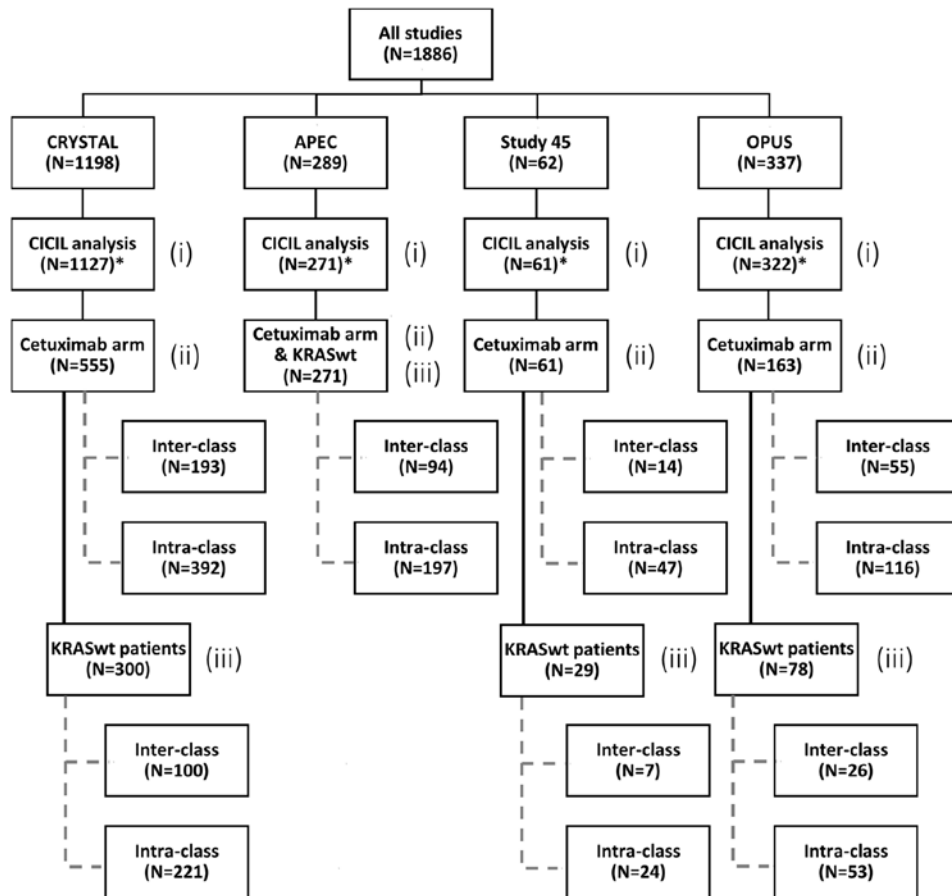 All studies
(N=1886)
CRYSTAL
(N=1198)
APEC
(N=289)
Study 45
(N=62)
OPUS
(N=337)
CICIL analysis
(N=1127)*
(i)
CICIL analysis
(N=271)*
(i)
CICIL analysis
(N=61)*
(i)
CICIL analysis
(N=322)*
(i)
Cetuximab arm
(N=555)
(ii)
Cetuximab arm
& KRASwt
(N=271)
(ii)
(iii)
Cetuximab arm
(N=61)
(ii)
Cetuximab arm
(N=163)
(ii)
Inter-class
(N=193)
Inter-class
(N=94)
Inter-class
(N=14)
Inter-class
(N=55)
Intra-class
(N=392)
Intra-class
(N=197)
Intra-class
(N=47)
Intra-class
(N=116)
KRASwt patients
(N=300)
(iii)
KRASwt patients
(N=29)
(iii)
KRASwt patients
(N=78)
(iii)
Inter-class
(N=100)
Inter-class
(N=7)
Inter-class
(N=26)
Intra-class
(N=221)
Intra-class
(N=24)
Intra-class
(N=53)